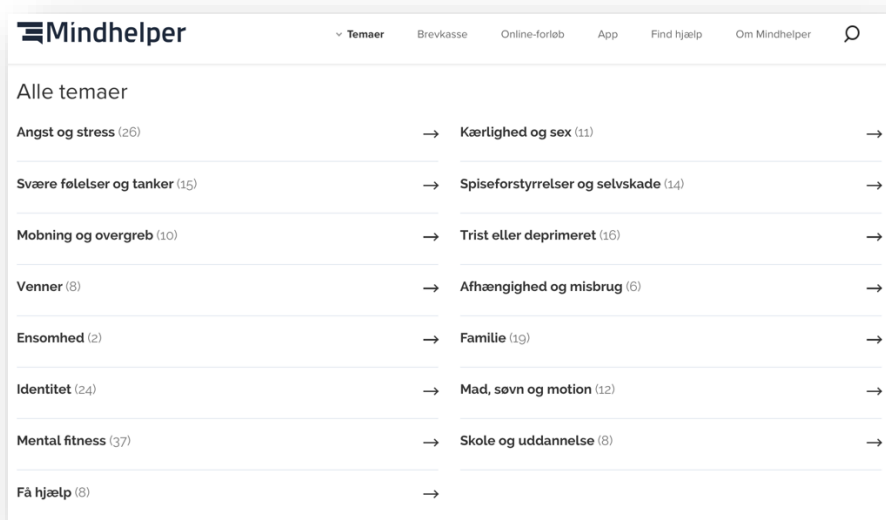 Mindhelper
Temaer Brevkasse Online-forløb App Find hjælp Om Mindhelper
Alle temaer
Angst og stress (26)
Kærlighed og sex (11)
Svære følelser og tanker (15)
Spiseforstyrrelser og selvskade (14)
Mobning og overgreb (10)
Trist eller deprimeret (16)
Venner (8)
Afhængighed og misbrug (6)
Ensomhed (2)
Familie (19)
Identitet (24)
Mad, søvn og motion (12)
Mental fitness (37)
Skole og uddannelse (8)
Få hjælp (8)